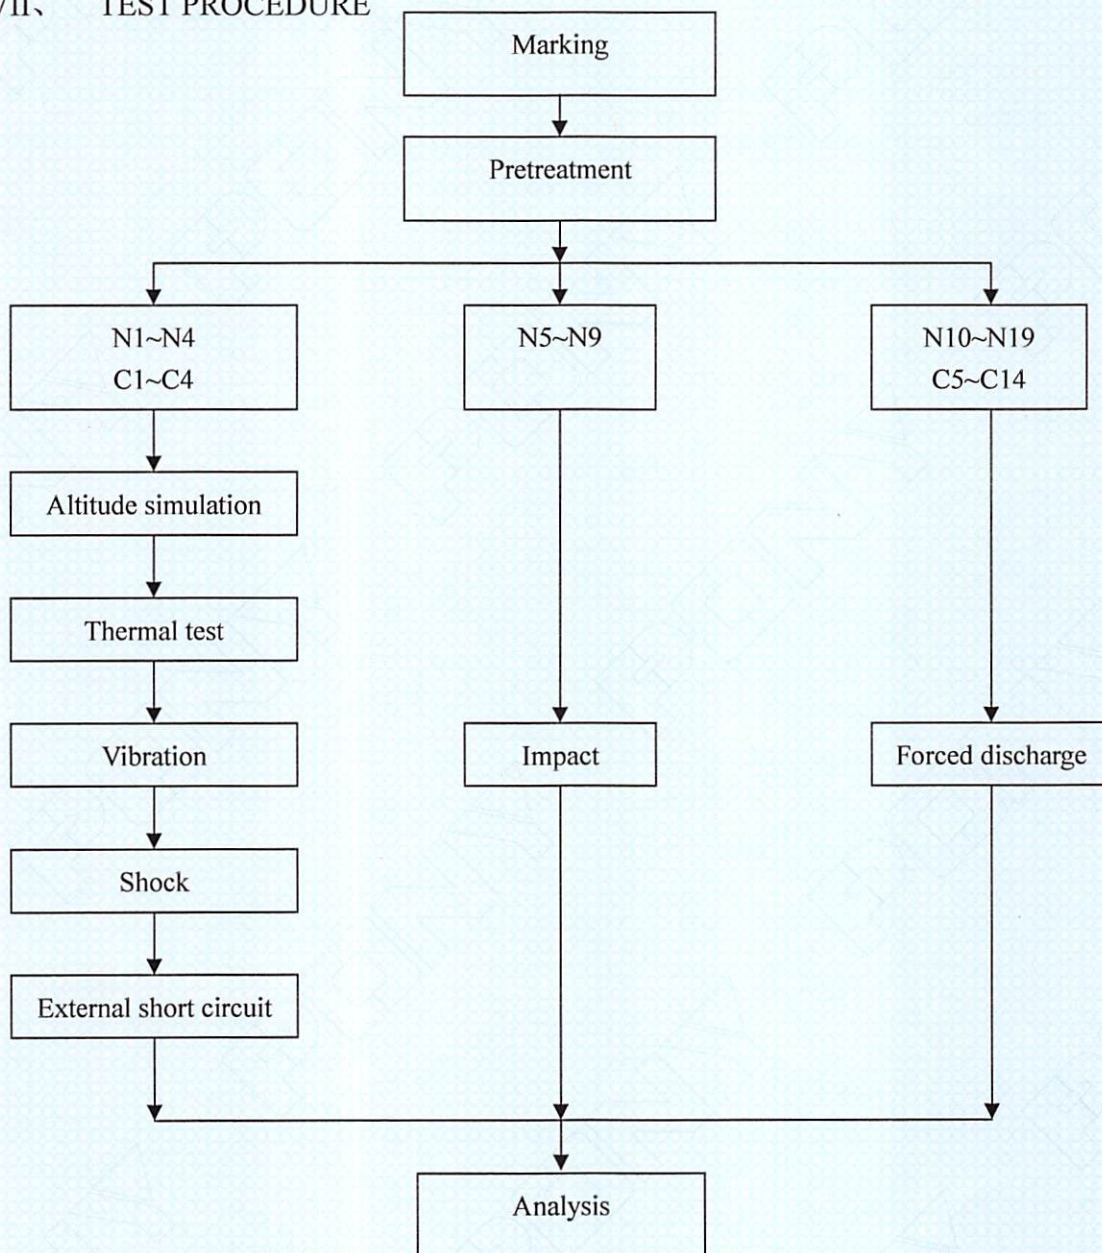 TEST PROCEDURE
Marking
Pretreatment
N1~N4
C1~C4
N5~N9
N10~N19
C5~C14
Altitude simulation
Thermal test
Vibration
Impact
Forced discharge
Shock
External short circuit
Analysis